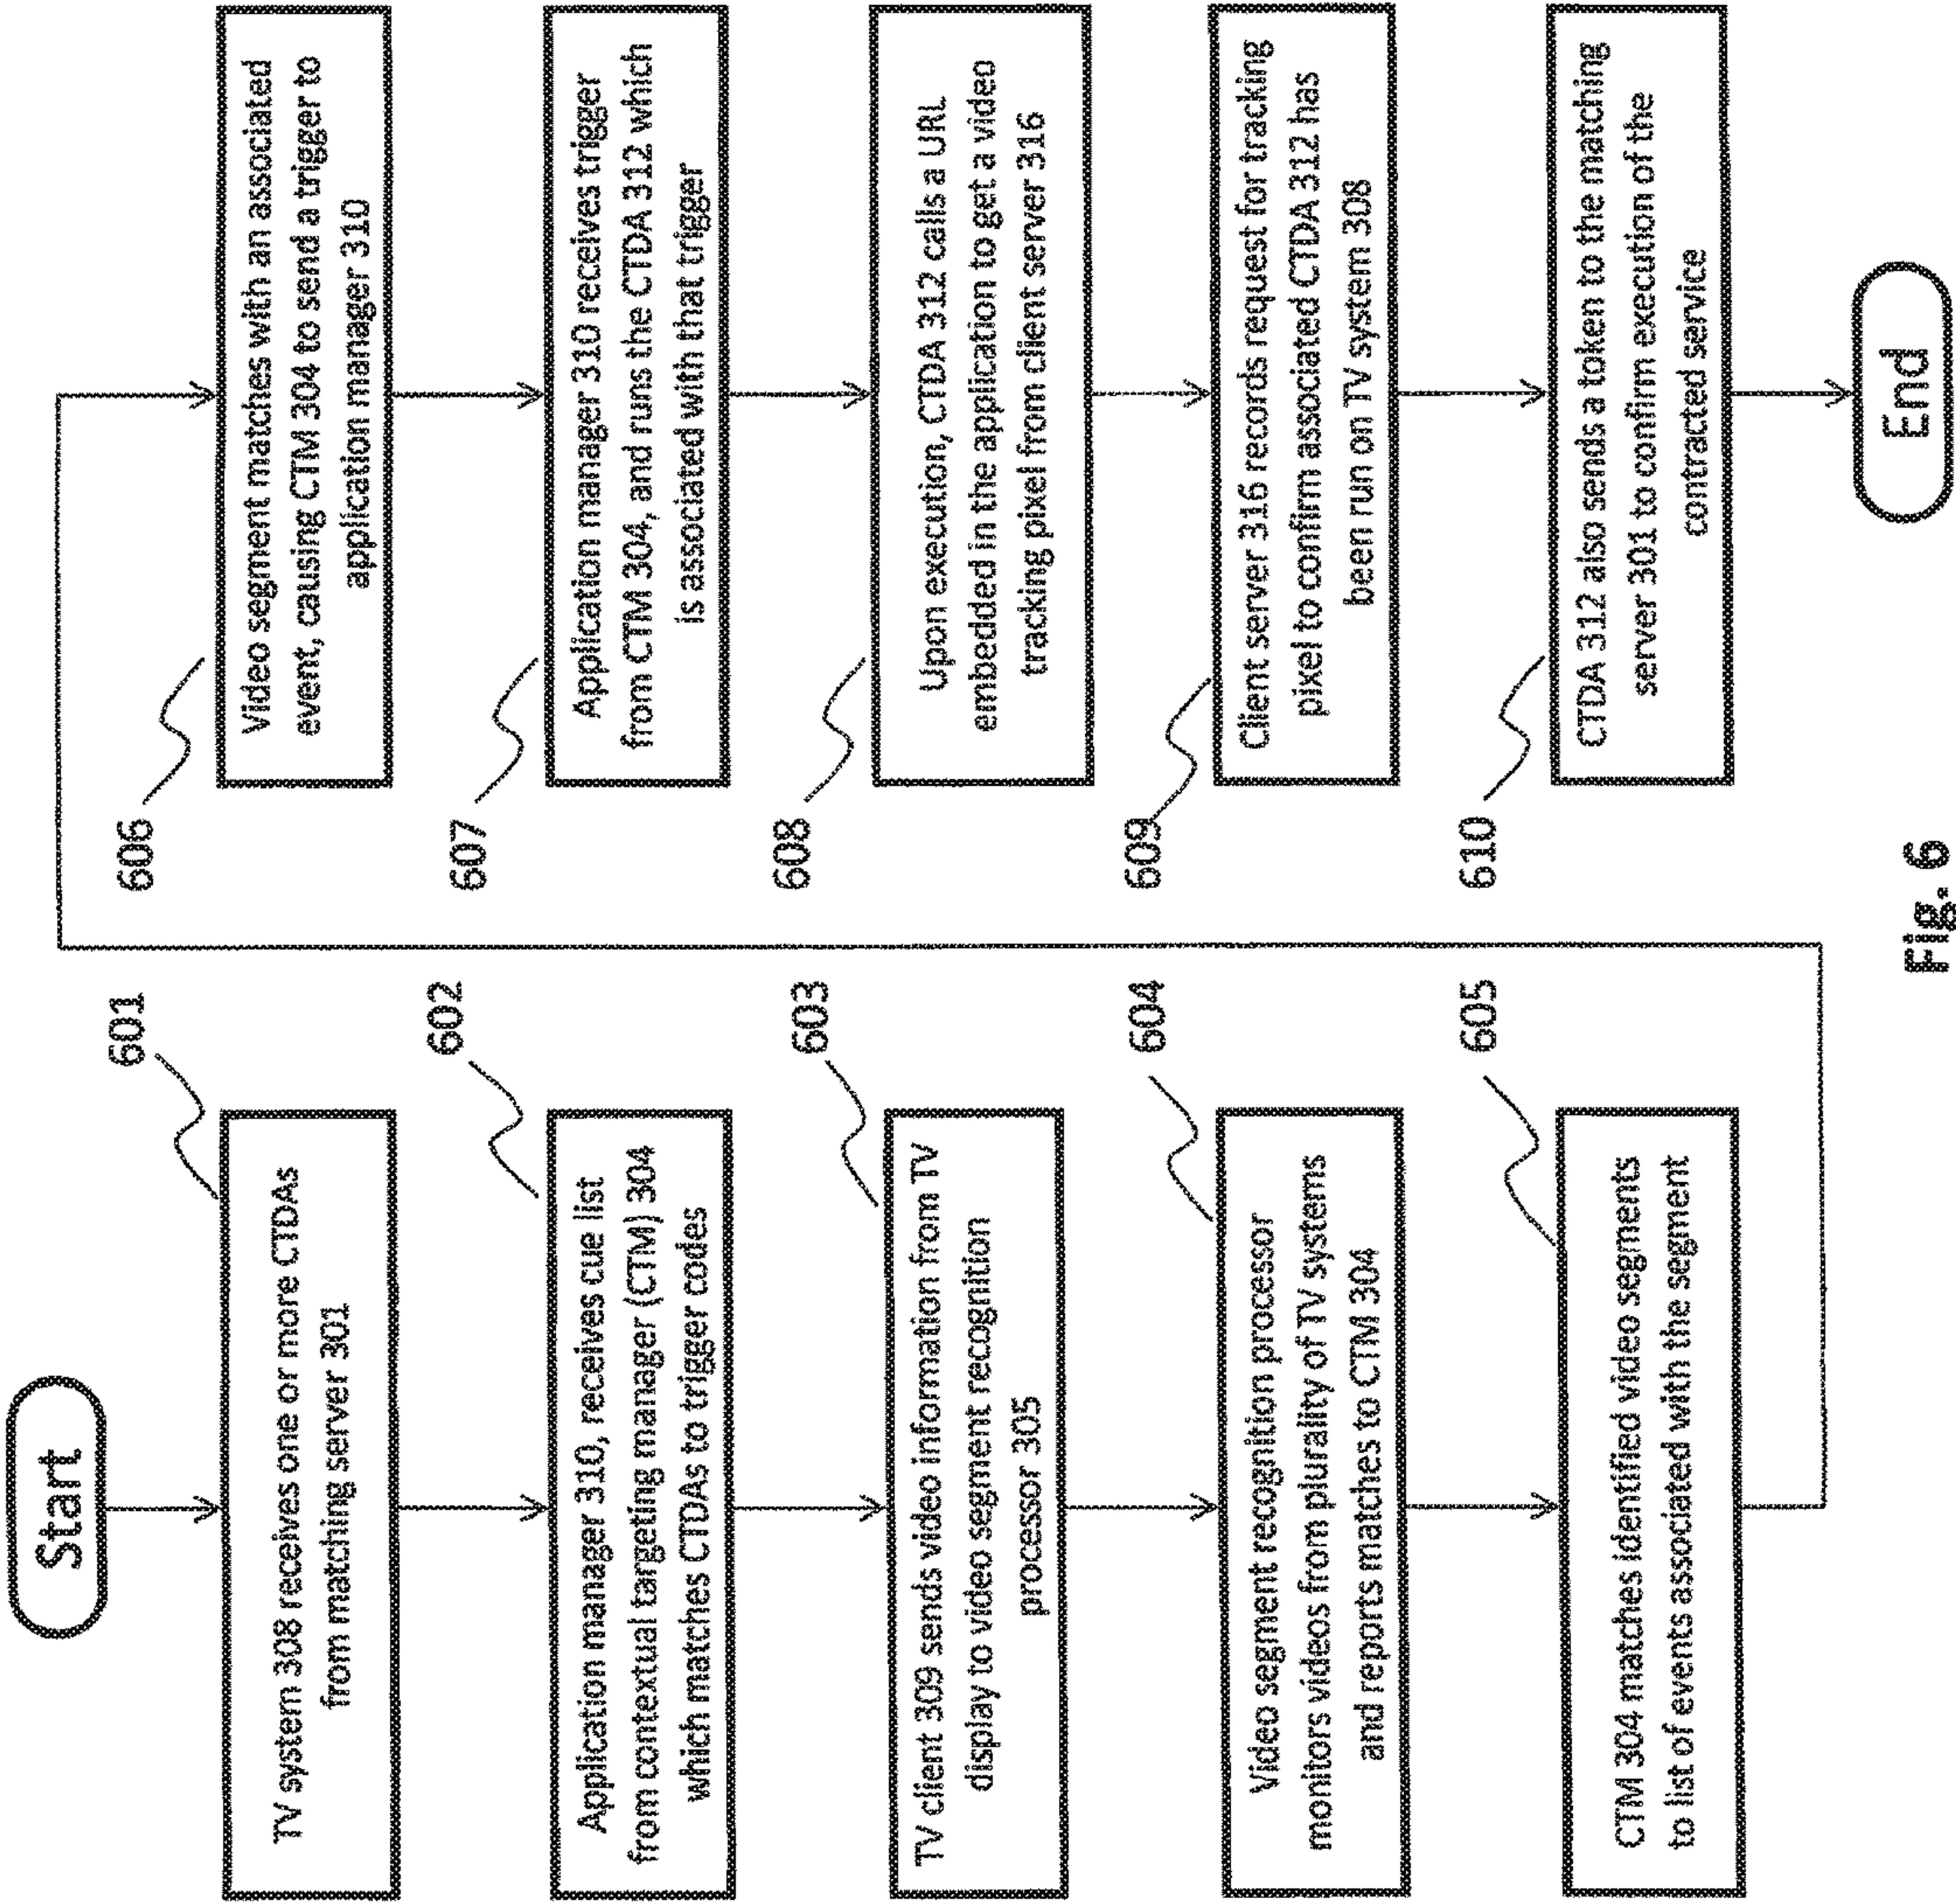 Start
601
TV system 308 receives one or more CTDAs
from matching server 301
602
Application manager 310, receives cue list
from contextual targeting manager (CTM) 304
which matches CTDAs to trigger codes
603
TV client 309 sends video information from TV
display to video segment recognition
processor 305
604
Video segment recognition processor
monitors videos from plurality of TV systems
and reports matches to CTM 304
605
CTM 304 matches identified video segments
to list of events associated with the segment
606
Video segment matches with an associated
event, causing CTM 304 to send a trigger to
application manager 310
607
Application manager 310 receives trigger
from CTM 304, and runs the CTDA 312 which
is associated with that trigger
608
Upon execution, CTDA 312 calls a URL
embedded in the application to get a video
tracking pixel from client server 316
609
Client server 316 records request for tracking
pixel to confirm associated CTDA 312 has
been run on TV system 308
610
CTDA 312 also sends a token to the matching
server 301 to confirm execution of the
contracted service
End
Fig. 6